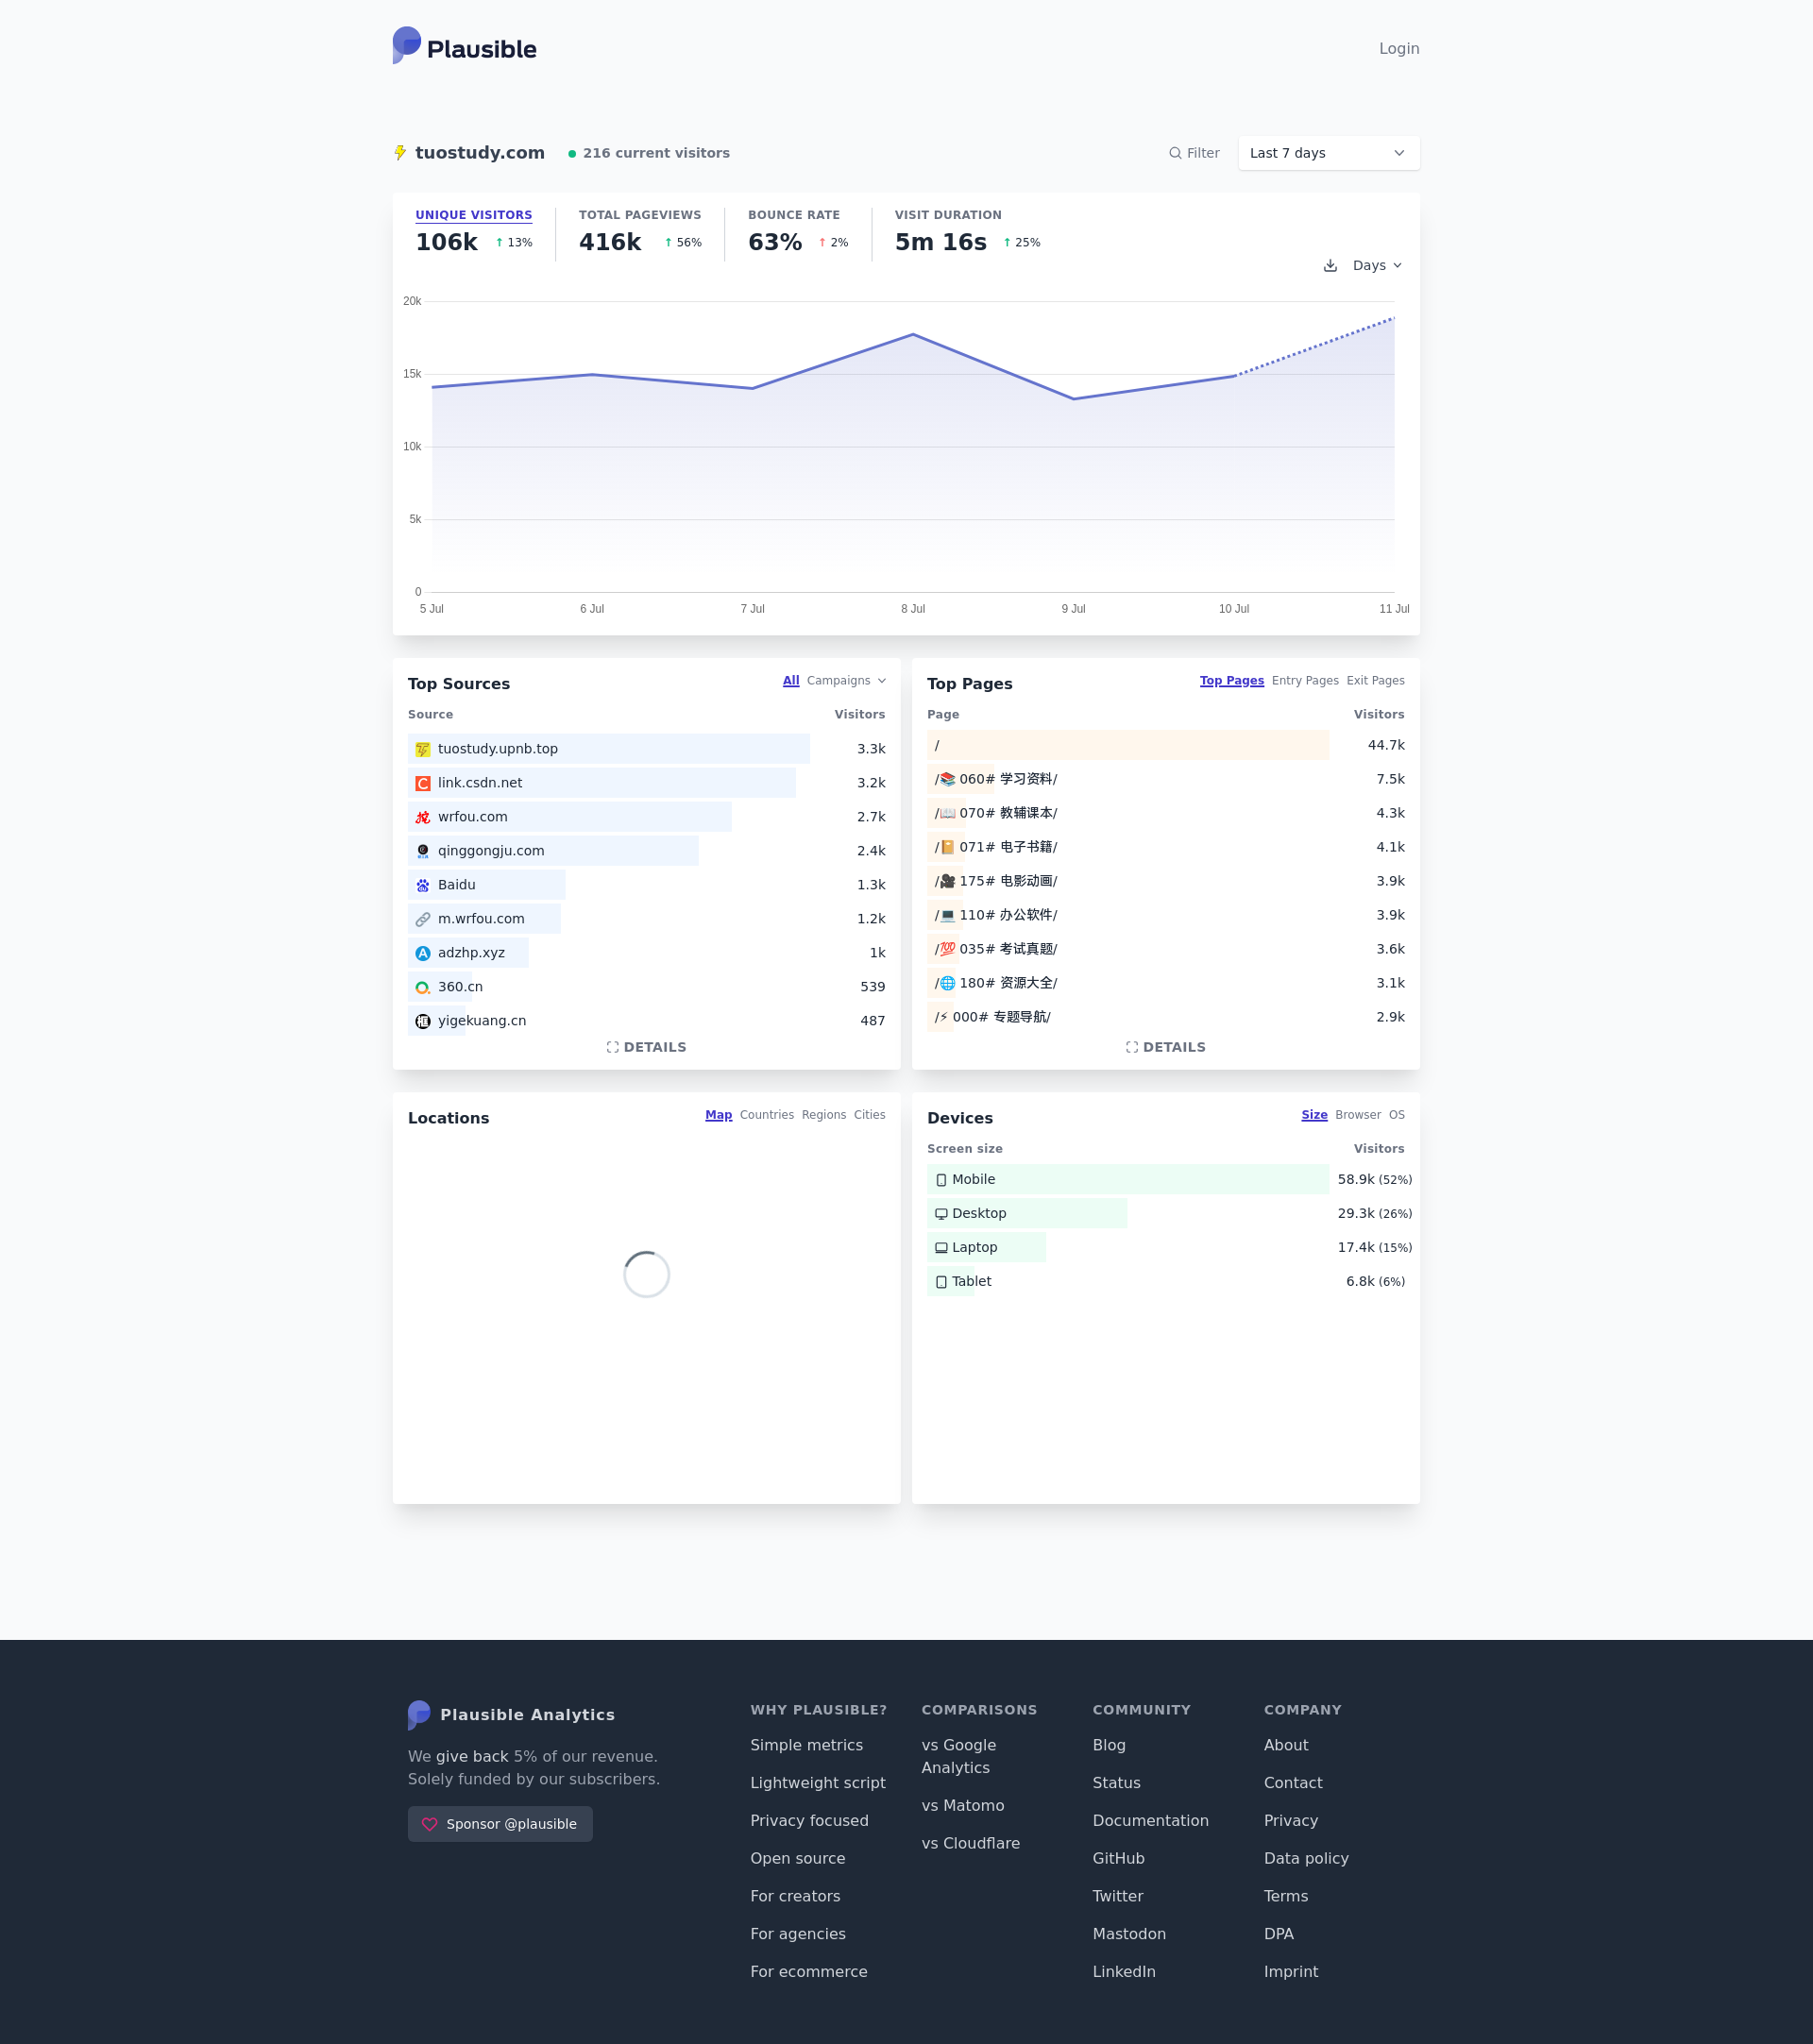 Plausible
Login
tuostudy.com
216 current visitors
Filter
Last 7 days
UNIQUE VISITORS
106k ↑ 13%
TOTAL PAGEVIEWS
416k ↑ 56%
BOUNCE RATE
63% ↑ 2%
VISIT DURATION
5m 16s ↑ 25%
Days
20k
15k
10k
5k
0
5 Jul
6 Jul
7 Jul
8 Jul
9 Jul
10 Jul
11 Jul
Top Sources
All Campaigns
Source Visitors
tuostudy.upnb.top 3.3k
link.csdn.net 3.2k
wrfou.com 2.7k
qinggongju.com 2.4k
Baidu 1.3k
m.wrfou.com 1.2k
adzhp.xyz 1k
360.cn 539
yigekuang.cn 487
DETAILS
Top Pages
Top Pages Entry Pages Exit Pages
Page Visitors
/ 44.7k
/📚 060# 学习资料/ 7.5k
/📖 070# 教辅课本/ 4.3k
/📔 071# 电子书籍/ 4.1k
/🎥 175# 电影动画/ 3.9k
/💻 110# 办公软件/ 3.9k
/💯 035# 考试真题/ 3.6k
/🌐 180# 资源大全/ 3.1k
/⚡ 000# 专题导航/ 2.9k
DETAILS
Locations
Map Countries Regions Cities
Devices
Size Browser OS
Screen size Visitors
Mobile 58.9k (52%)
Desktop 29.3k (26%)
Laptop 17.4k (15%)
Tablet 6.8k (6%)
Plausible Analytics
We give back 5% of our revenue.
Solely funded by our subscribers.
Sponsor @plausible
WHY PLAUSIBLE?
Simple metrics
Lightweight script
Privacy focused
Open source
For creators
For agencies
For ecommerce
COMPARISONS
vs Google
Analytics
vs Matomo
vs Cloudflare
COMMUNITY
Blog
Status
Documentation
GitHub
Twitter
Mastodon
LinkedIn
COMPANY
About
Contact
Privacy
Data policy
Terms
DPA
Imprint